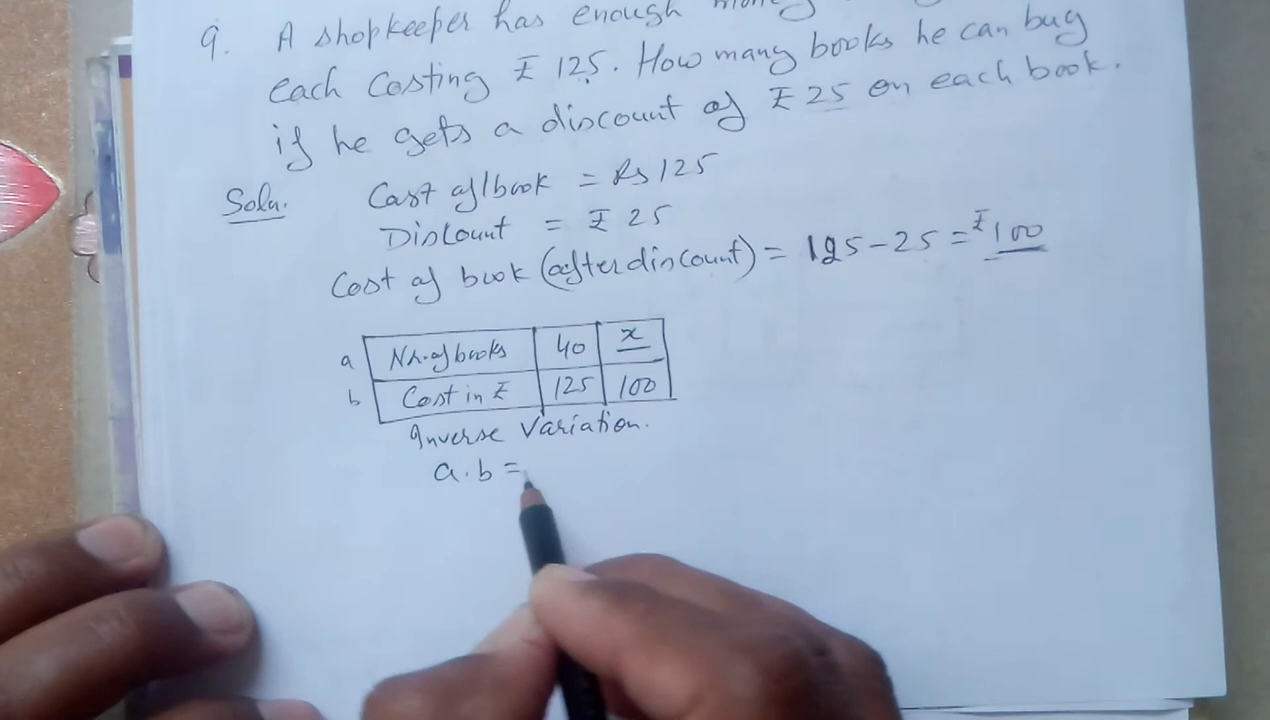 9. A shopkeeper has enough
each Costing ₹ 125. How many books he can buy
if he gets a discount of ₹ 25 on each book.
Soln. Cost of 1 book = Rs 125
Discount = ₹ 25
Cost of book (after discount) = 125 - 25 = ₹100
a Nr. of books 40 x
b Cost in ₹ 125 100
Inverse Variation.
a.b =